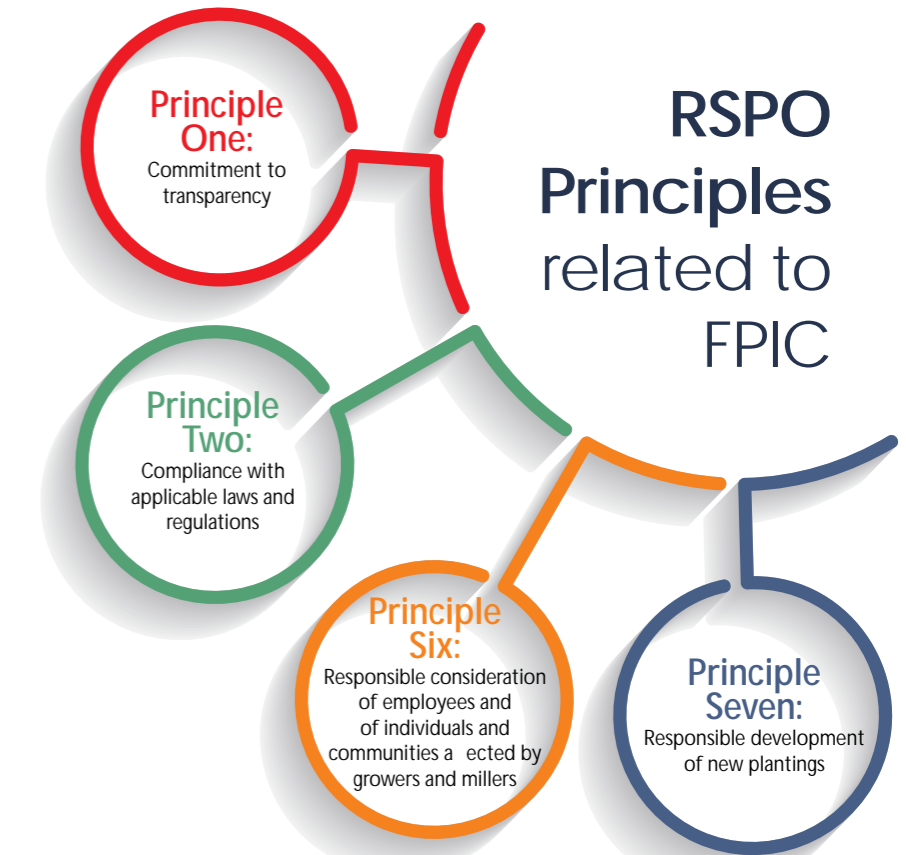 RSPO
Principles
related to
FPIC
Principle
One:
Commitment to
transparency
Principle
Two:
Compliance with
applicable laws and
regulations
Principle
Six:
Responsible consideration
of employees and
of individuals and
communities a ected by
growers and millers
Principle
Seven:
Responsible development
of new plantings